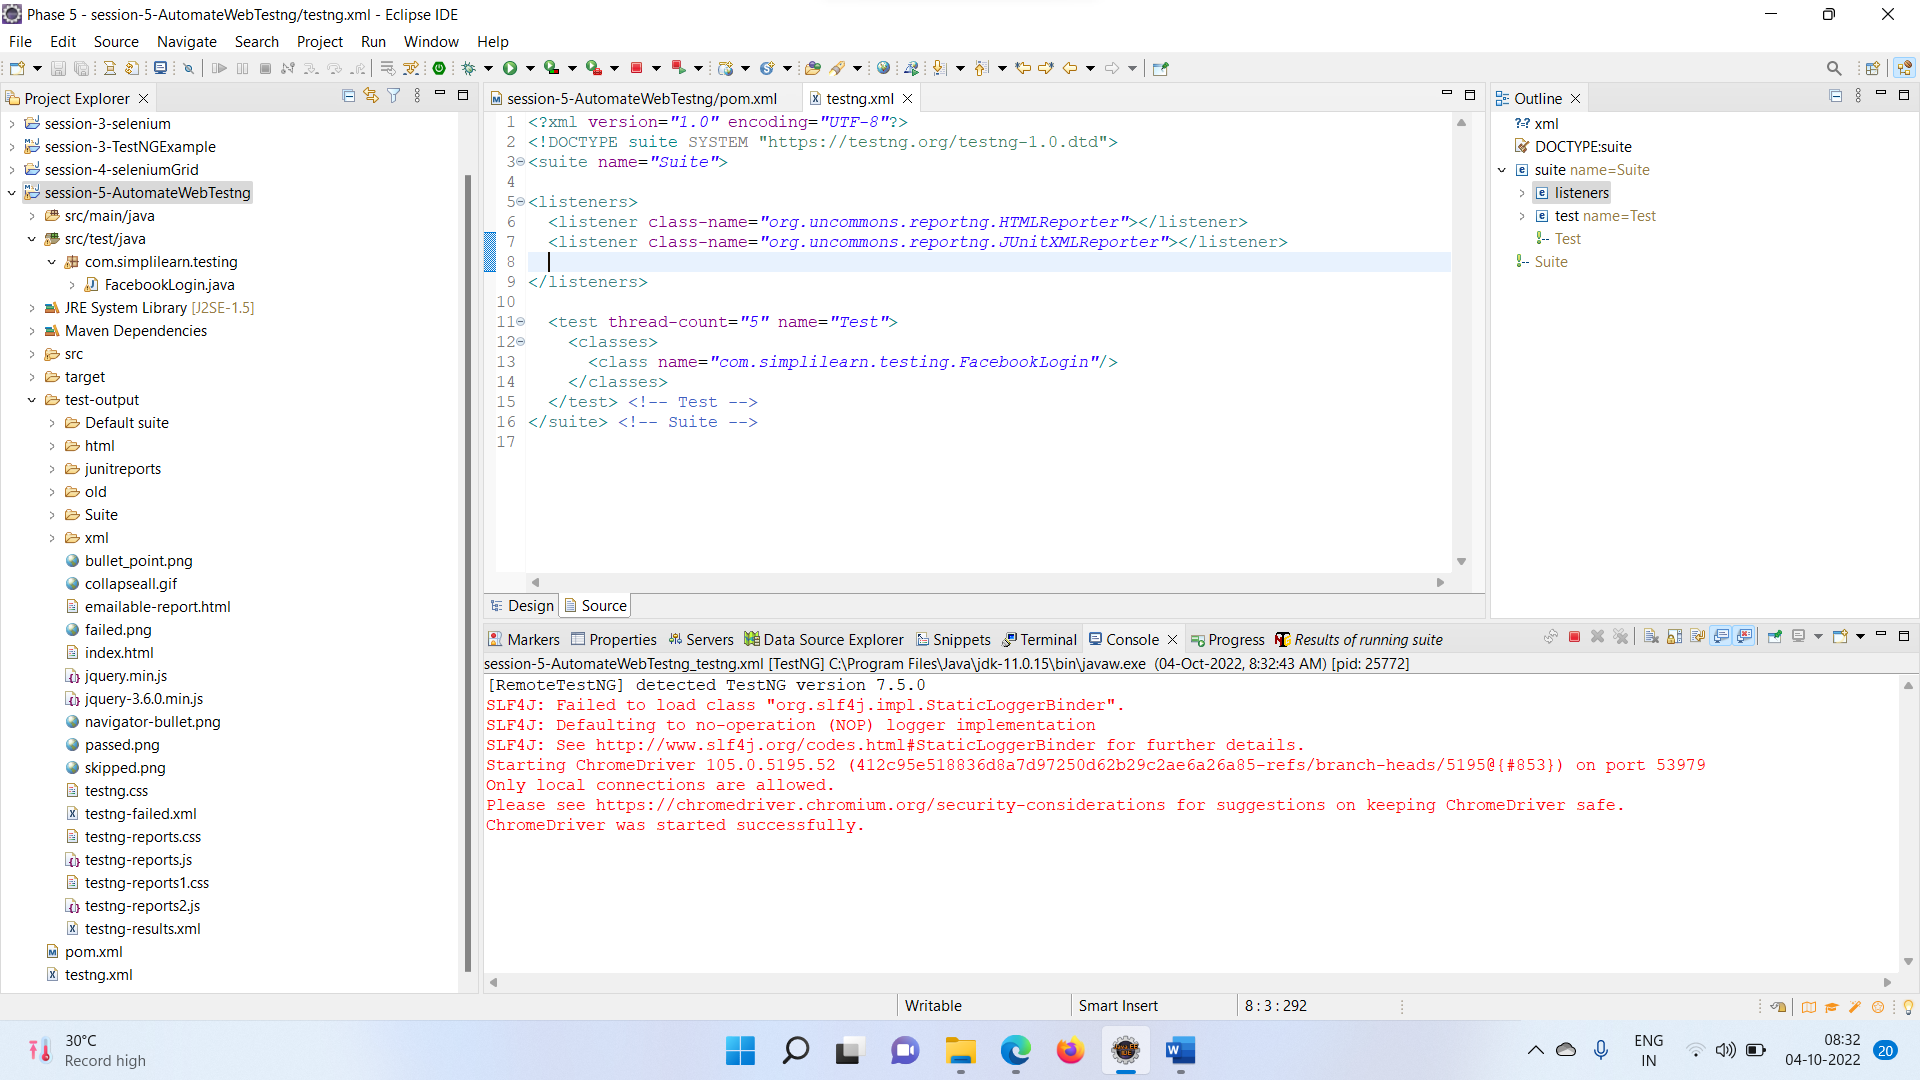 Phase 5 - session-5-AutomateWebTestng/testng.xml - Eclipse IDE
File Edit Source Navigate Search Project Run Window Help
Project Explorer
session-3-selenium
session-3-TestNGExample
session-4-seleniumGrid
session-5-AutomateWebTestng
src/main/java
src/test/java
com.simplilearn.testing
FacebookLogin.java
JRE System Library [J2SE-1.5]
Maven Dependencies
src
target
test-output
Default suite
html
junitreports
old
Suite
xml
bullet_point.png
collapseall.gif
emailable-report.html
failed.png
index.html
jquery.min.js
jquery-3.6.0.min.js
navigator-bullet.png
passed.png
skipped.png
testng.css
testng-failed.xml
testng-reports.css
testng-reports.js
testng-reports1.css
testng-reports2.js
testng-results.xml
pom.xml
testng.xml
session-5-AutomateWebTestng/pom.xml testng.xml
1 <?xml version="1.0" encoding="UTF-8"?>
2 <!DOCTYPE suite SYSTEM "https://testng.org/testng-1.0.dtd">
3 <suite name="Suite">
4
5 <listeners>
6 <listener class-name="org.uncommons.reportng.HTMLReporter"></listener>
7 <listener class-name="org.uncommons.reportng.JUnitXMLReporter"></listener>
8
9 </listeners>
10
11 <test thread-count="5" name="Test">
12 <classes>
13 <class name="com.simplilearn.testing.FacebookLogin"/>
14 </classes>
15 </test> <!-- Test -->
16 </suite> <!-- Suite -->
17
Design Source
Outline
xml
DOCTYPE:suite
suite name=Suite
listeners
test name=Test
Test
Suite
Markers Properties Servers Data Source Explorer Snippets Terminal Console Progress Results of running suite
session-5-AutomateWebTestng_testng.xml [TestNG] C:\Program Files\Java\jdk-11.0.15\bin\javaw.exe (04-Oct-2022, 8:32:43 AM) [pid: 25772]
[RemoteTestNG] detected TestNG version 7.5.0
SLF4J: Failed to load class "org.slf4j.impl.StaticLoggerBinder".
SLF4J: Defaulting to no-operation (NOP) logger implementation
SLF4J: See http://www.slf4j.org/codes.html#StaticLoggerBinder for further details.
Starting ChromeDriver 105.0.5195.52 (412c95e518836d8a7d97250d62b29c2ae6a26a85-refs/branch-heads/5195@{#853}) on port 53979
Only local connections are allowed.
Please see https://chromedriver.chromium.org/security-considerations for suggestions on keeping ChromeDriver safe.
ChromeDriver was started successfully.
Writable Smart Insert 8 : 3 : 292
30°C
Record high
ENG
IN
08:32
04-10-2022
20